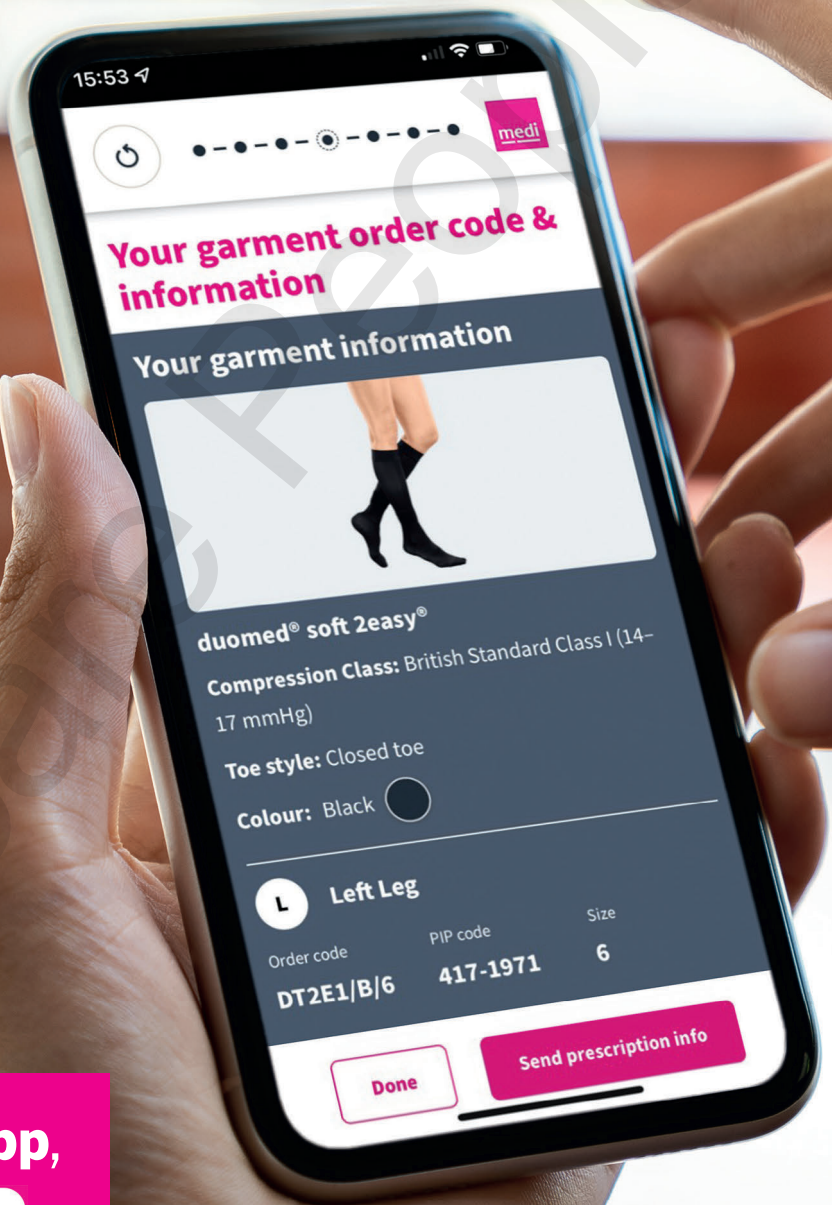 15:53
medi
Your garment order code &
information
Your garment information
duomed® soft 2easy®
Compression Class: British Standard Class I (14–
17 mmHg)
Toe style: Closed toe
Colour: Black
L Left Leg
Order code PIP code Size
DT2E1/B/6 417-1971 6
Done Send prescription info